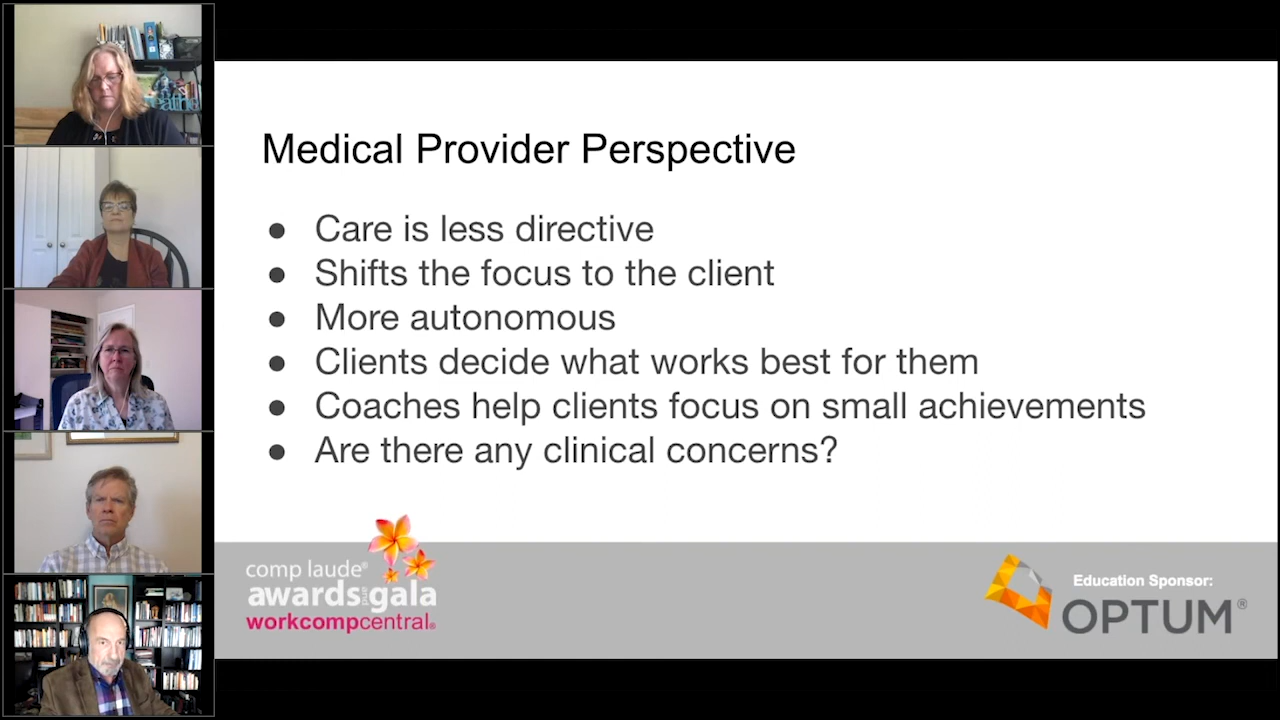 Medical Provider Perspective
● Care is less directive
● Shifts the focus to the client
● More autonomous
● Clients decide what works best for them
● Coaches help clients focus on small achievements
● Are there any clinical concerns?
comp laude®
awards and gala
workcompcentral®
Education Sponsor:
OPTUM®